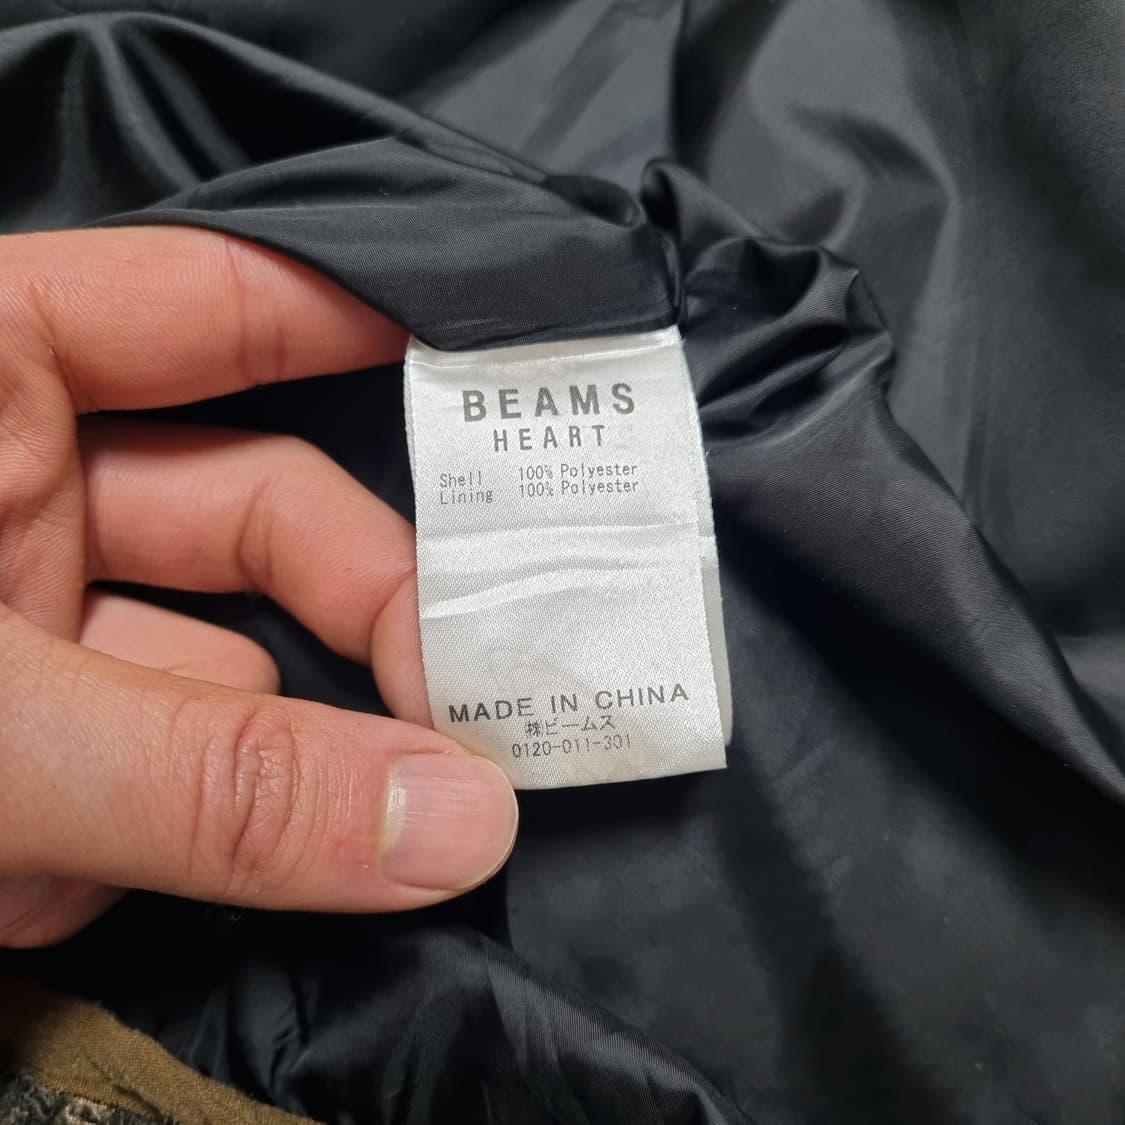 BEAMS
HEART
Shell 100% Polyester
Lining 100% Polyester
MADE IN CHINA
㈱ビームス
0120-011-301